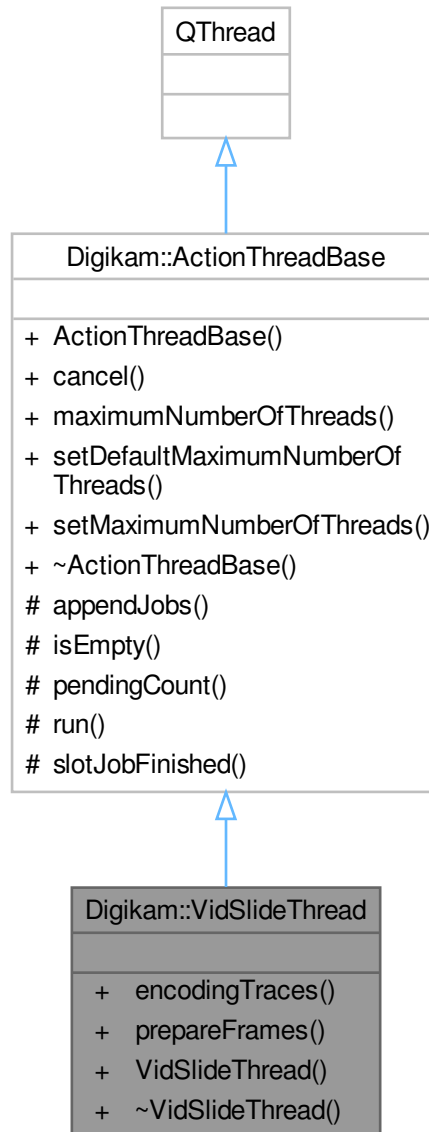 QThread
Digikam::ActionThreadBase
+ ActionThreadBase()
+ cancel()
+ maximumNumberOfThreads()
+ setDefaultMaximumNumberOf
Threads()
+ setMaximumNumberOfThreads()
+ ~ActionThreadBase()
# appendJobs()
# isEmpty()
# pendingCount()
# run()
# slotJobFinished()
Digikam::VidSlideThread
+ encodingTraces()
+ prepareFrames()
+ VidSlideThread()
+ ~VidSlideThread()